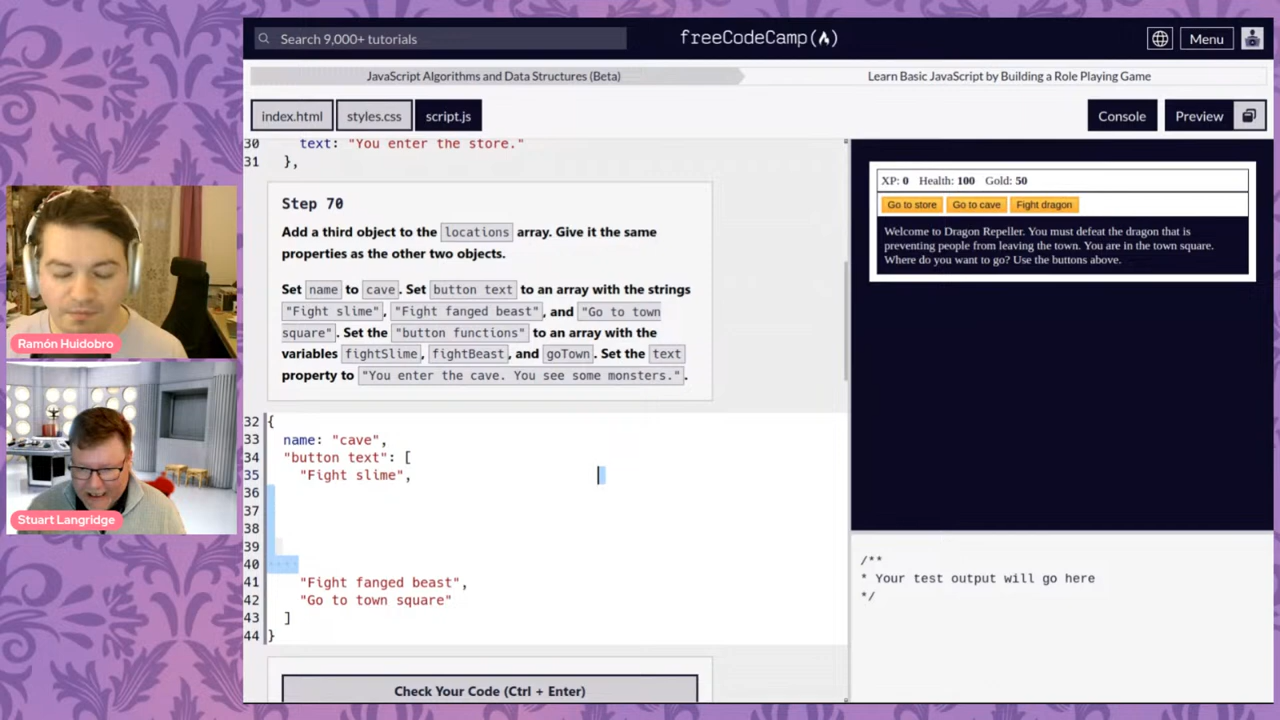 Search 9,000+ tutorials
freeCodeCamp
Menu
JavaScript Algorithms and Data Structures (Beta)
Learn Basic JavaScript by Building a Role Playing Game
index.html
styles.css
script.js
Console
Preview
30 text: "You enter the store."
31 },
Step 70
Add a third object to the locations array. Give it the same
properties as the other two objects.
Set name to cave. Set button text to an array with the strings
"Fight slime", "Fight fanged beast", and "Go to town
square". Set the "button functions" to an array with the
variables fightSlime, fightBeast, and goTown. Set the text
property to "You enter the cave. You see some monsters.".
32 {
33 name: "cave",
34 "button text": [
35 "Fight slime",
36
37
38
39
40
41 "Fight fanged beast",
42 "Go to town square"
43 ]
44 }
Check Your Code (Ctrl + Enter)
XP: 0 Health: 100 Gold: 50
Go to store Go to cave Fight dragon
Welcome to Dragon Repeller. You must defeat the dragon that is
preventing people from leaving the town. You are in the town square.
Where do you want to go? Use the buttons above.
/**
* Your test output will go here
*/
Ramón Huidobro
Stuart Langridge